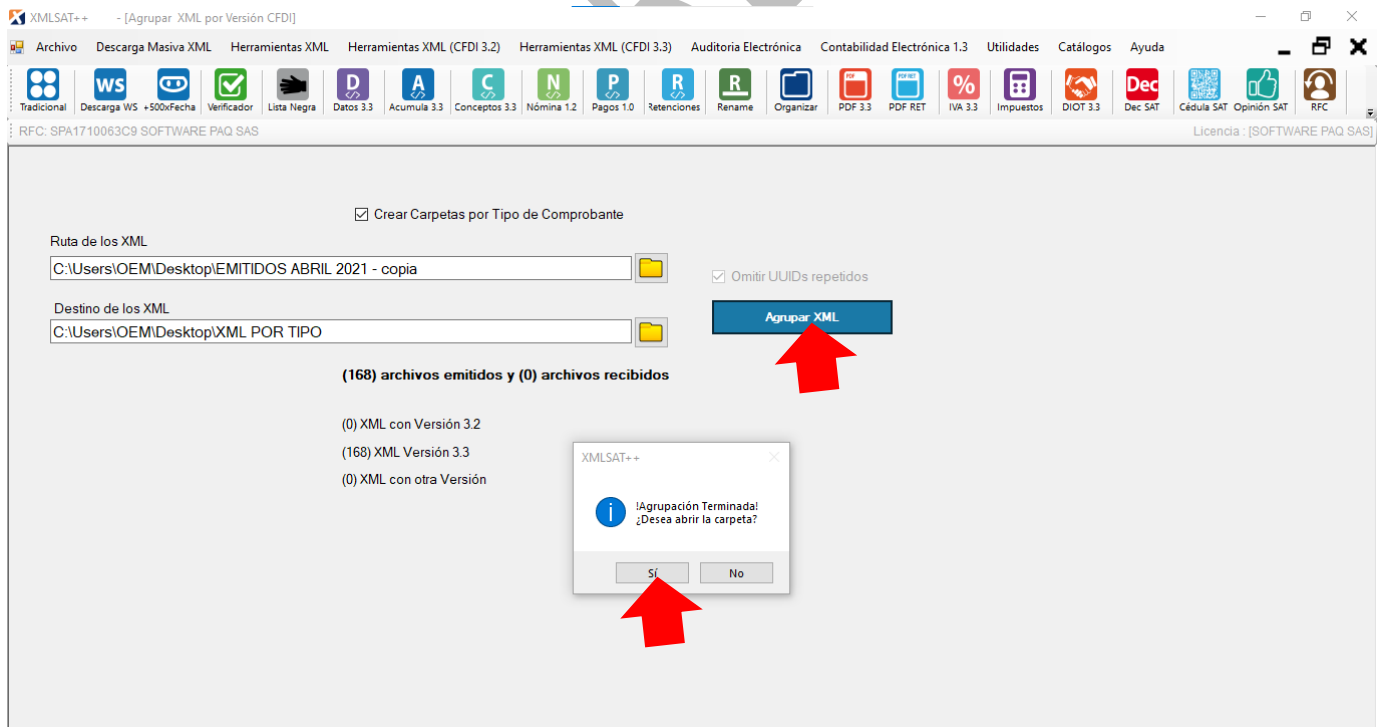 XMLSAT++ - [Agrupar XML por Versión CFDI]
Archivo Descarga Masiva XML Herramientas XML Herramientas XML (CFDI 3.2) Herramientas XML (CFDI 3.3) Auditoria Electrónica Contabilidad Electrónica 1.3 Utilidades Catálogos Ayuda
WS D A C N P R R PDF PDF RET % Dec
Tradicional Descarga WS +500xFecha Verificador Lista Negra Datos 3.3 Acumula 3.3 Conceptos 3.3 Nómina 1.2 Pagos 1.0 Retenciones Rename Organizar PDF 3.3 PDF RET IVA 3.3 Impuestos DIOT 3.3 Dec SAT Cédula SAT Opinión SAT RFC
RFC: SPA1710063C9 SOFTWARE PAQ SAS Licencia : [SOFTWARE PAQ SAS]
Crear Carpetas por Tipo de Comprobante
Ruta de los XML
C:\Users\OEM\Desktop\EMITIDOS ABRIL 2021 - copia
Omitir UUIDs repetidos
Destino de los XML
C:\Users\OEM\Desktop\XML POR TIPO
Agrupar XML
(168) archivos emitidos y (0) archivos recibidos
(0) XML con Versión 3.2
(168) XML Versión 3.3
(0) XML con otra Versión
XMLSAT++
!Agrupación Terminada!
¿Desea abrir la carpeta?
Sí No